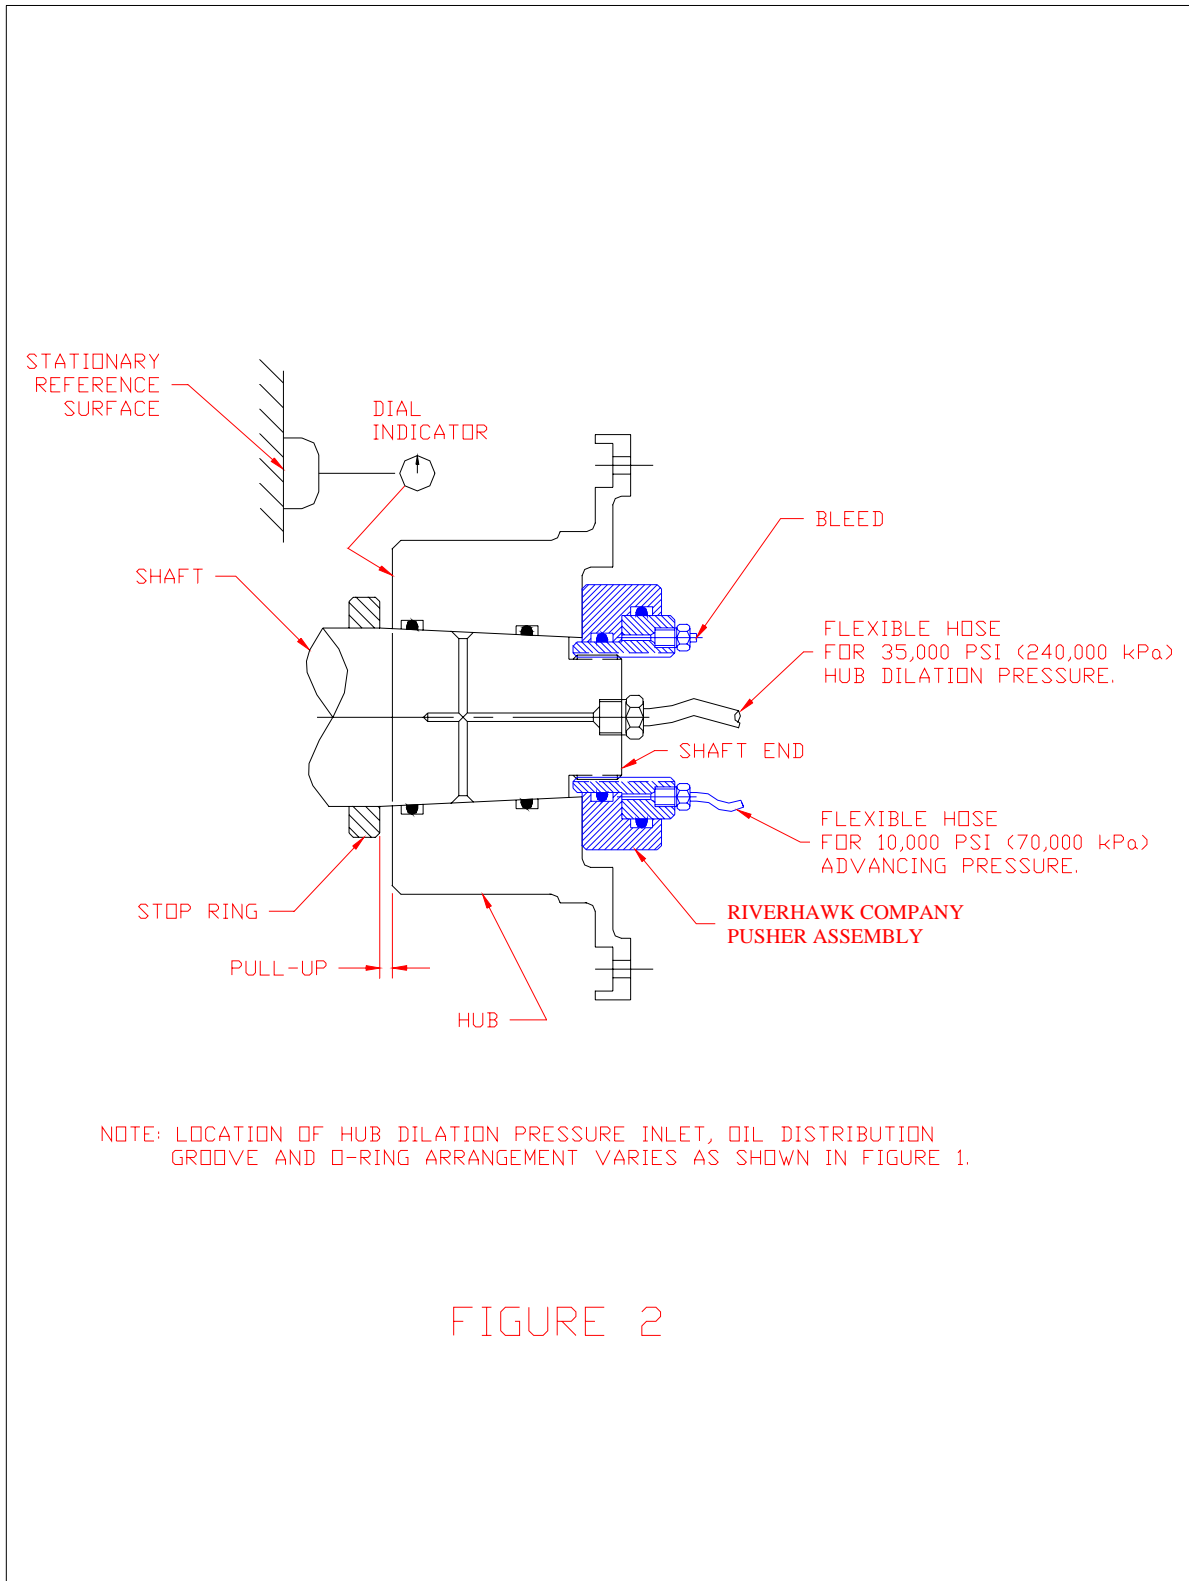 STATIONARY
REFERENCE
SURFACE
DIAL
INDICATOR
BLEED
SHAFT
FLEXIBLE HOSE
FOR 35,000 PSI (240,000 kPa)
HUB DILATION PRESSURE.
SHAFT END
FLEXIBLE HOSE
FOR 10,000 PSI (70,000 kPa)
ADVANCING PRESSURE.
STOP RING
RIVERHAWK COMPANY
PUSHER ASSEMBLY
PULL-UP
HUB
NOTE: LOCATION OF HUB DILATION PRESSURE INLET, OIL DISTRIBUTION
GROOVE AND O-RING ARRANGEMENT VARIES AS SHOWN IN FIGURE 1.
FIGURE 2